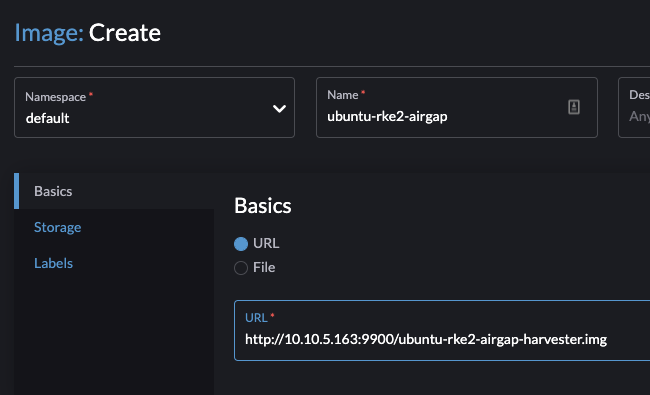 Image: Create
Namespace *
default
Name *
ubuntu-rke2-airgap
Des
Any
Basics
Storage
Labels
Basics
URL
File
URL *
http://10.10.5.163:9900/ubuntu-rke2-airgap-harvester.img